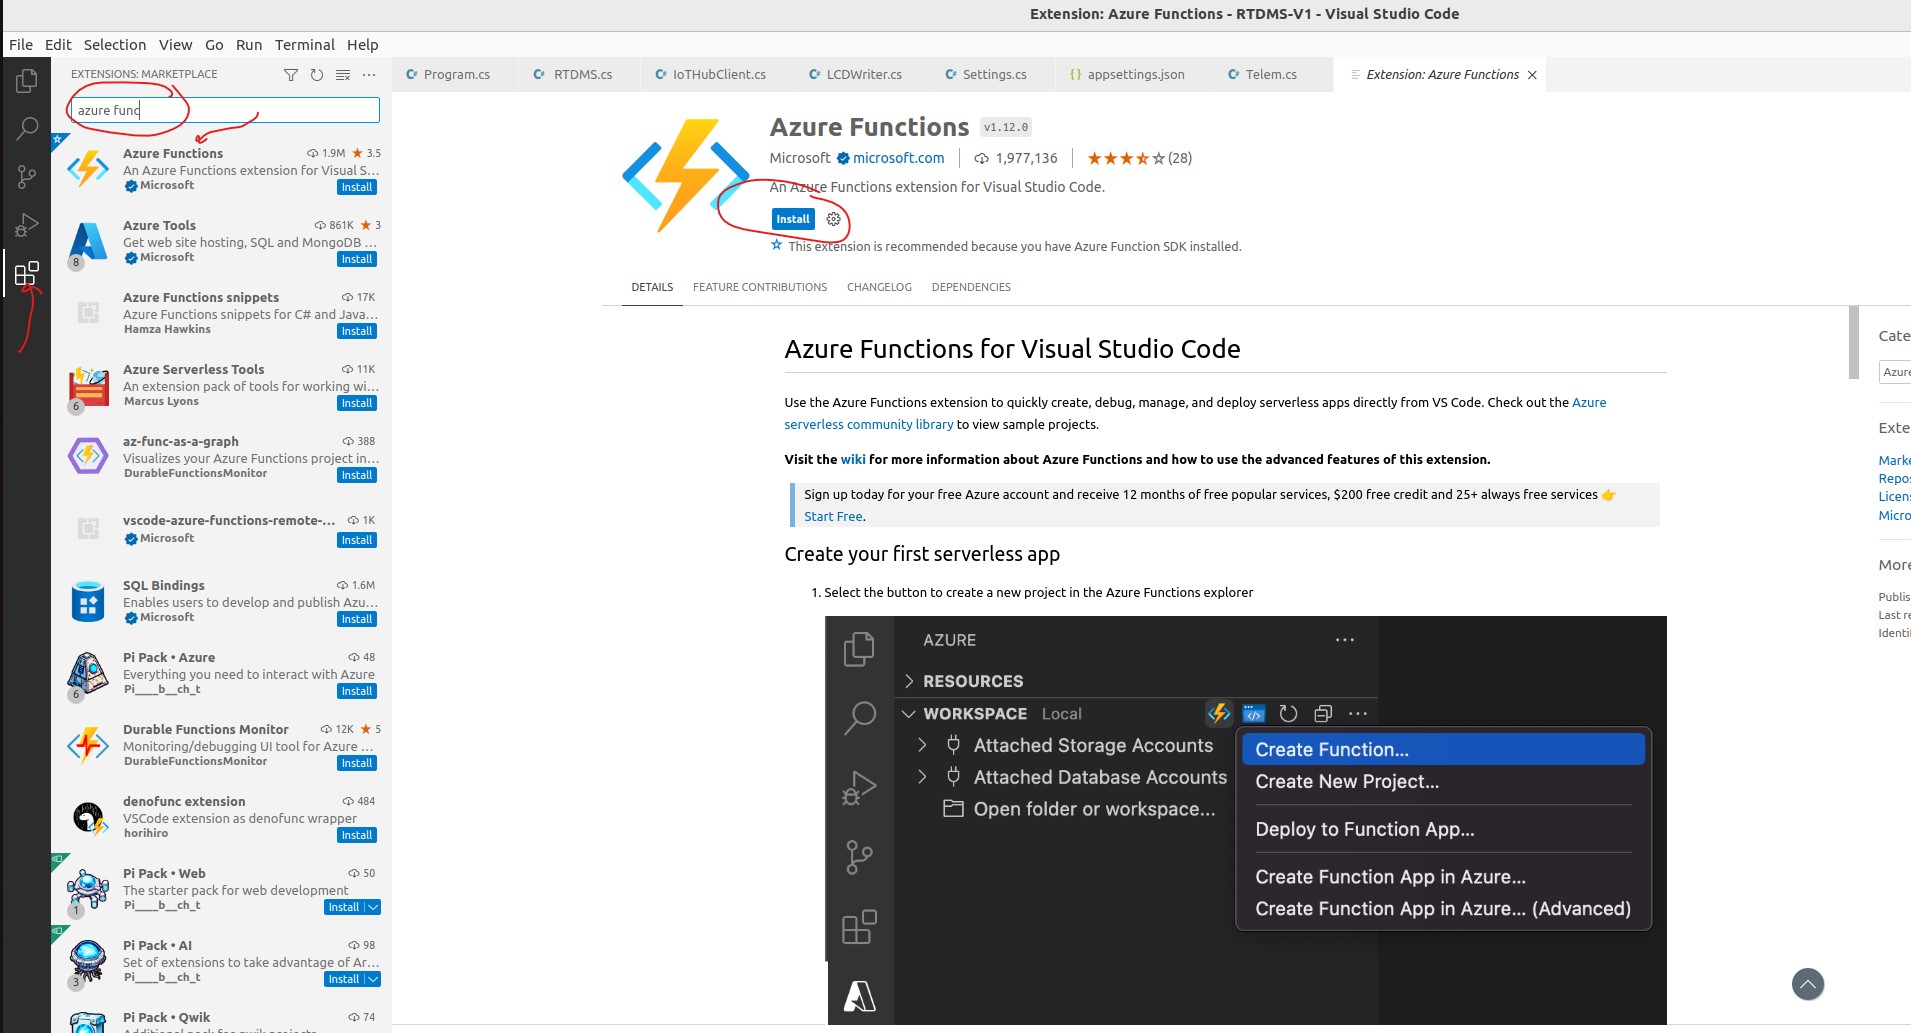 Extension: Azure Functions - RTDMS-V1 - Visual Studio Code
File Edit Selection View Go Run Terminal Help
EXTENSIONS: MARKETPLACE
azure func
Azure Functions 1.9M 3.5
An Azure Functions extension for Visual S...
Microsoft Install
Azure Tools 861K 3
Get web site hosting, SQL and MongoDB ...
8 Microsoft Install
Azure Functions snippets 17K
Azure Functions snippets for C# and Java...
Hamza Hawkins Install
Azure Serverless Tools 11K
An extension pack of tools for working wi...
6 Marcus Lyons Install
az-func-as-a-graph 388
Visualizes your Azure Functions project in...
DurableFunctionsMonitor Install
vscode-azure-functions-remote-... 1K
Microsoft Install
SQL Bindings 1.6M
Enables users to develop and publish Azu...
Microsoft Install
Pi Pack • Azure 48
Everything you need to interact with Azure
6 Pi____b__ch_t Install
Durable Functions Monitor 12K 5
Monitoring/debugging UI tool for Azure ...
DurableFunctionsMonitor Install
denofunc extension 484
VSCode extension as denofunc wrapper
horihiro Install
Pi Pack • Web 50
The starter pack for web development
1 Pi____b__ch_t Install
Pi Pack • AI 98
Set of extensions to take advantage of Ar...
3 Pi____b__ch_t Install
Pi Pack • Qwik 74
Program.cs RTDMS.cs IoTHubClient.cs LCDWriter.cs Settings.cs {} appsettings.json Telem.cs Extension: Azure Functions
Azure Functions v1.12.0
Microsoft microsoft.com 1,977,136 (28)
An Azure Functions extension for Visual Studio Code.
Install
This extension is recommended because you have Azure Function SDK installed.
DETAILS FEATURE CONTRIBUTIONS CHANGELOG DEPENDENCIES
Azure Functions for Visual Studio Code
Use the Azure Functions extension to quickly create, debug, manage, and deploy serverless apps directly from VS Code. Check out the Azure
serverless community library to view sample projects.
Visit the wiki for more information about Azure Functions and how to use the advanced features of this extension.
Sign up today for your free Azure account and receive 12 months of free popular services, $200 free credit and 25+ always free services
Start Free.
Create your first serverless app
1. Select the button to create a new project in the Azure Functions explorer
AZURE
RESOURCES
WORKSPACE Local
Attached Storage Accounts
Attached Database Accounts
Open folder or workspace...
Create Function...
Create New Project...
Deploy to Function App...
Create Function App in Azure...
Create Function App in Azure... (Advanced)
Cate
Azure
Exte
Marke
Repos
Licen
Micro
More
Publis
Last re
Identi